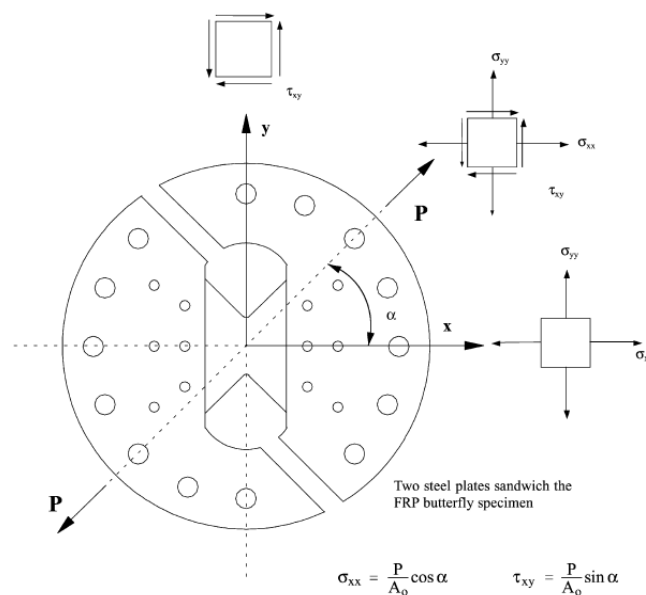 τxy
y
σyy
σxx
τxy
P
α
x
σyy
P
Two steel plates sandwich the
FRP butterfly specimen
σxx = P/Ao cos α τxy = P/Ao sin α